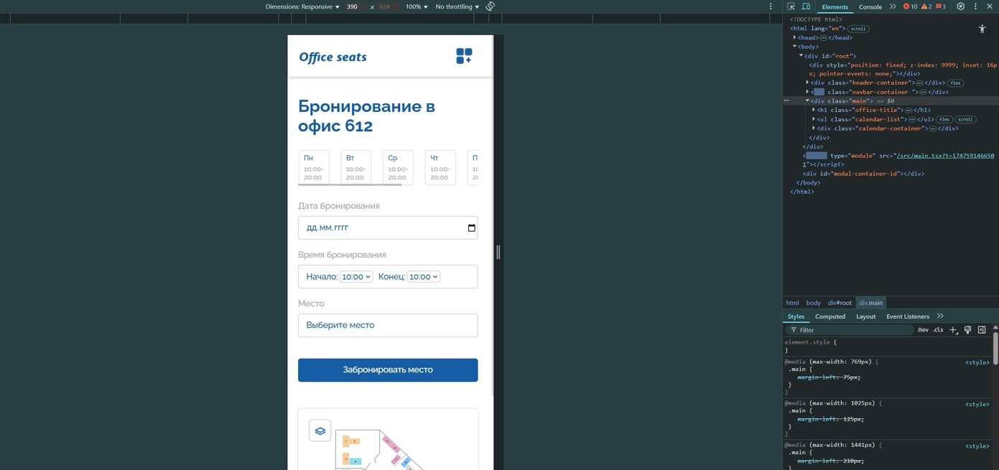 Dimensions: Responsive ▼ 390 × 824 100% ▼ No throttling ▼
Elements Console 10 2 3
Office seats
Бронирование в
офис 612
Пн Вт Ср Чт П
10.00- 10.00- 10.00- 10.00- 10
20.00 20.00 20.00 20.00 20
Дата бронирования
дд.мм.гггг
Время бронирования
Начало: 10:00 Конец: 10:00
Место
Выберите место
Забронировать место
<!DOCTYPE html>
<html lang="en"> scroll
<head> </head>
<body>
<div id="root">
<div style="position: fixed; z-index: 9999; inset: 16p
x; pointer-events: none;"></div>
<div class="header-container"> </div> flex
< class="navbar-container "> </div>
<div class="main"> == $0
<h1 class="office-title"> </h1>
<ul class="calendar-list"> </ul> flex scroll
<div class="calendar-container"> </div>
</div>
</div>
< type="module" src="/src/main.tsx?t=174759146650
1"></script>
<div id="modal-container-id"></div>
</body>
</html>
html body div#root div.main
Styles Computed Layout Event Listeners
Filter :hov .cls
element.style {
}
@media (max-width: 769px) { <style>
.main {
margin-left: 75px;
}
}
@media (max-width: 1025px) { <style>
.main {
margin-left: 125px;
}
}
@media (max-width: 1441px) { <style>
.main {
margin-left: 210px;